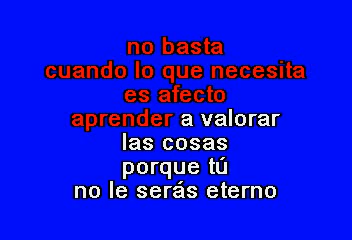 no basta
cuando lo que necesita
es afecto
aprender a valorar
las cosas
porque tú
no le serás eterno